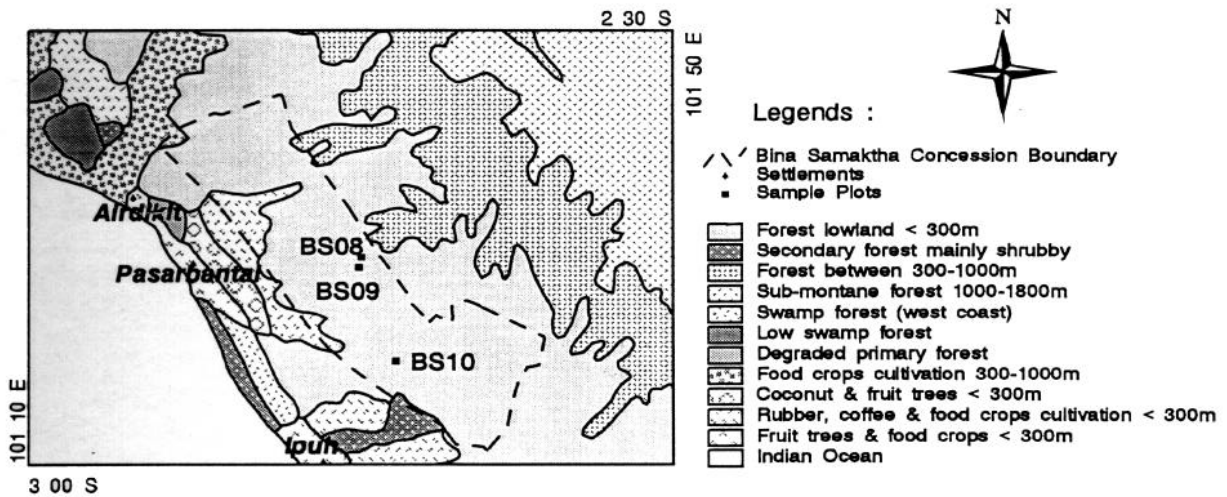 2 30 S
N
101 50 E
Legends :
Bina Samaktha Concession Boundary
Settlements
Sample Plots
Airdikit
BS08
Pasarbantai
BS09
BS10
101 10 E
Ipuh
3 00 S
Forest lowland < 300m
Secondary forest mainly shrubby
Forest between 300-1000m
Sub-montane forest 1000-1800m
Swamp forest (west coast)
Low swamp forest
Degraded primary forest
Food crops cultivation 300-1000m
Coconut & fruit trees < 300m
Rubber, coffee & food crops cultivation < 300m
Fruit trees & food crops < 300m
Indian Ocean